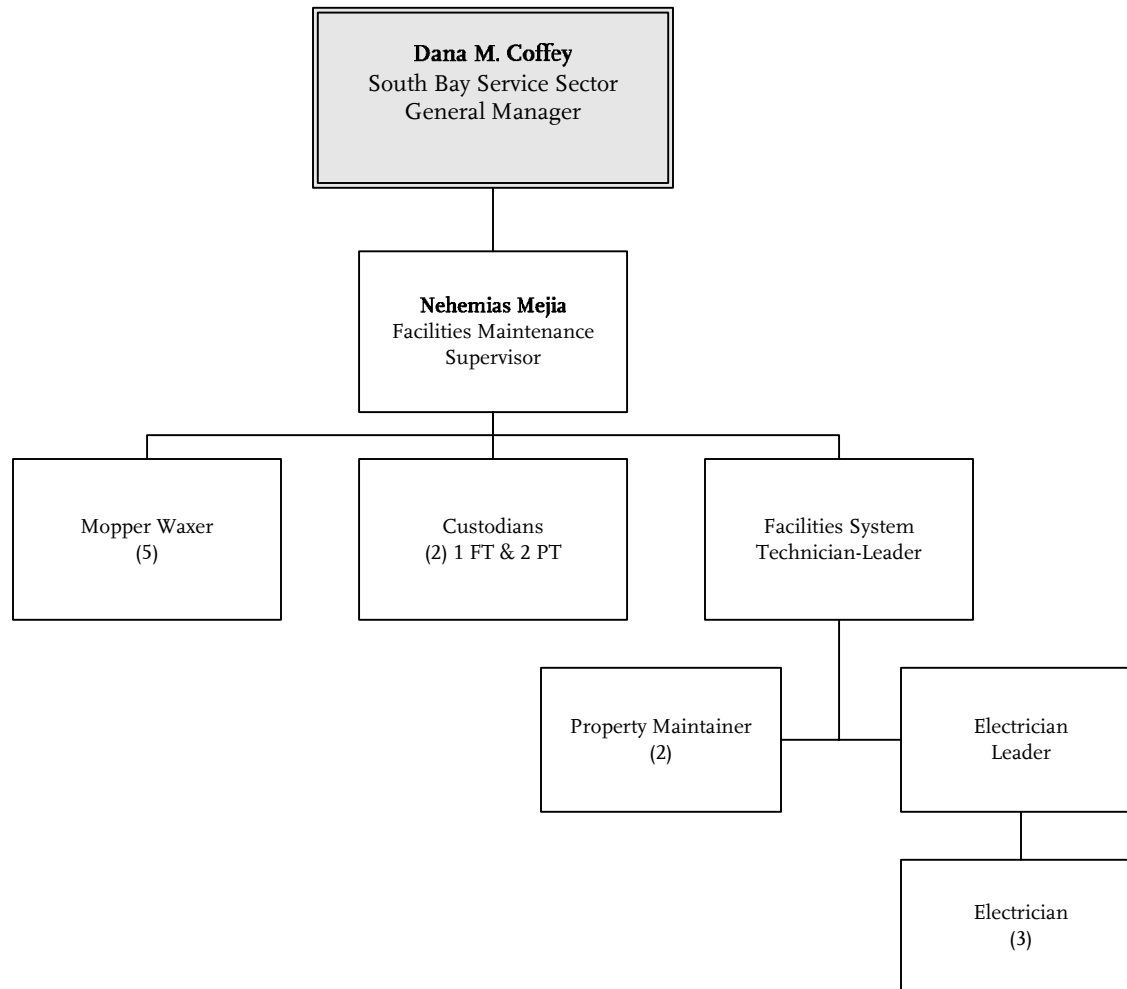 Dana M. Coffey
South Bay Service Sector
General Manager
Nehemias Mejia
Facilities Maintenance
Supervisor
Mopper Waxer
(5)
Custodians
(2) 1 FT & 2 PT
Facilities System
Technician-Leader
Property Maintainer
(2)
Electrician
Leader
Electrician
(3)